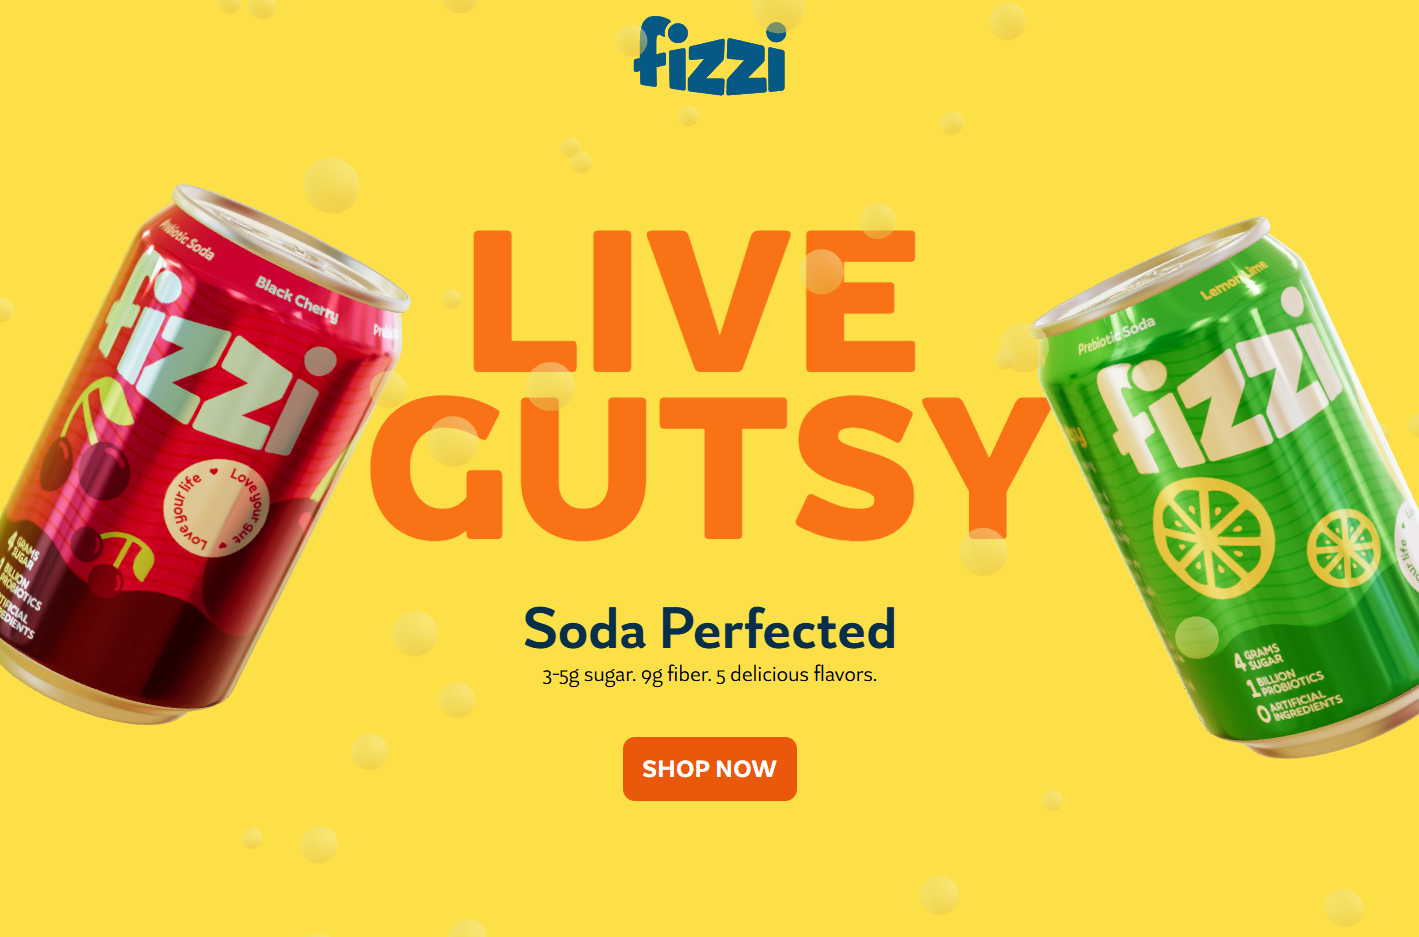 fizzi
LIVE
GUTSY
Soda Perfected
3-5g sugar. 9g fiber. 5 delicious flavors.
SHOP NOW
Prebiotic Soda
Black Cherry
fizzi
Love your life ♥ Love your gut ♥
4 GRAMS
SUGAR
BILLION
PROBIOTICS
Prebiotic Soda
Lemon Lime
fizzi
your life
4 GRAMS
SUGAR
1 BILLION
PROBIOTICS
0 ARTIFICIAL
INGREDIENTS